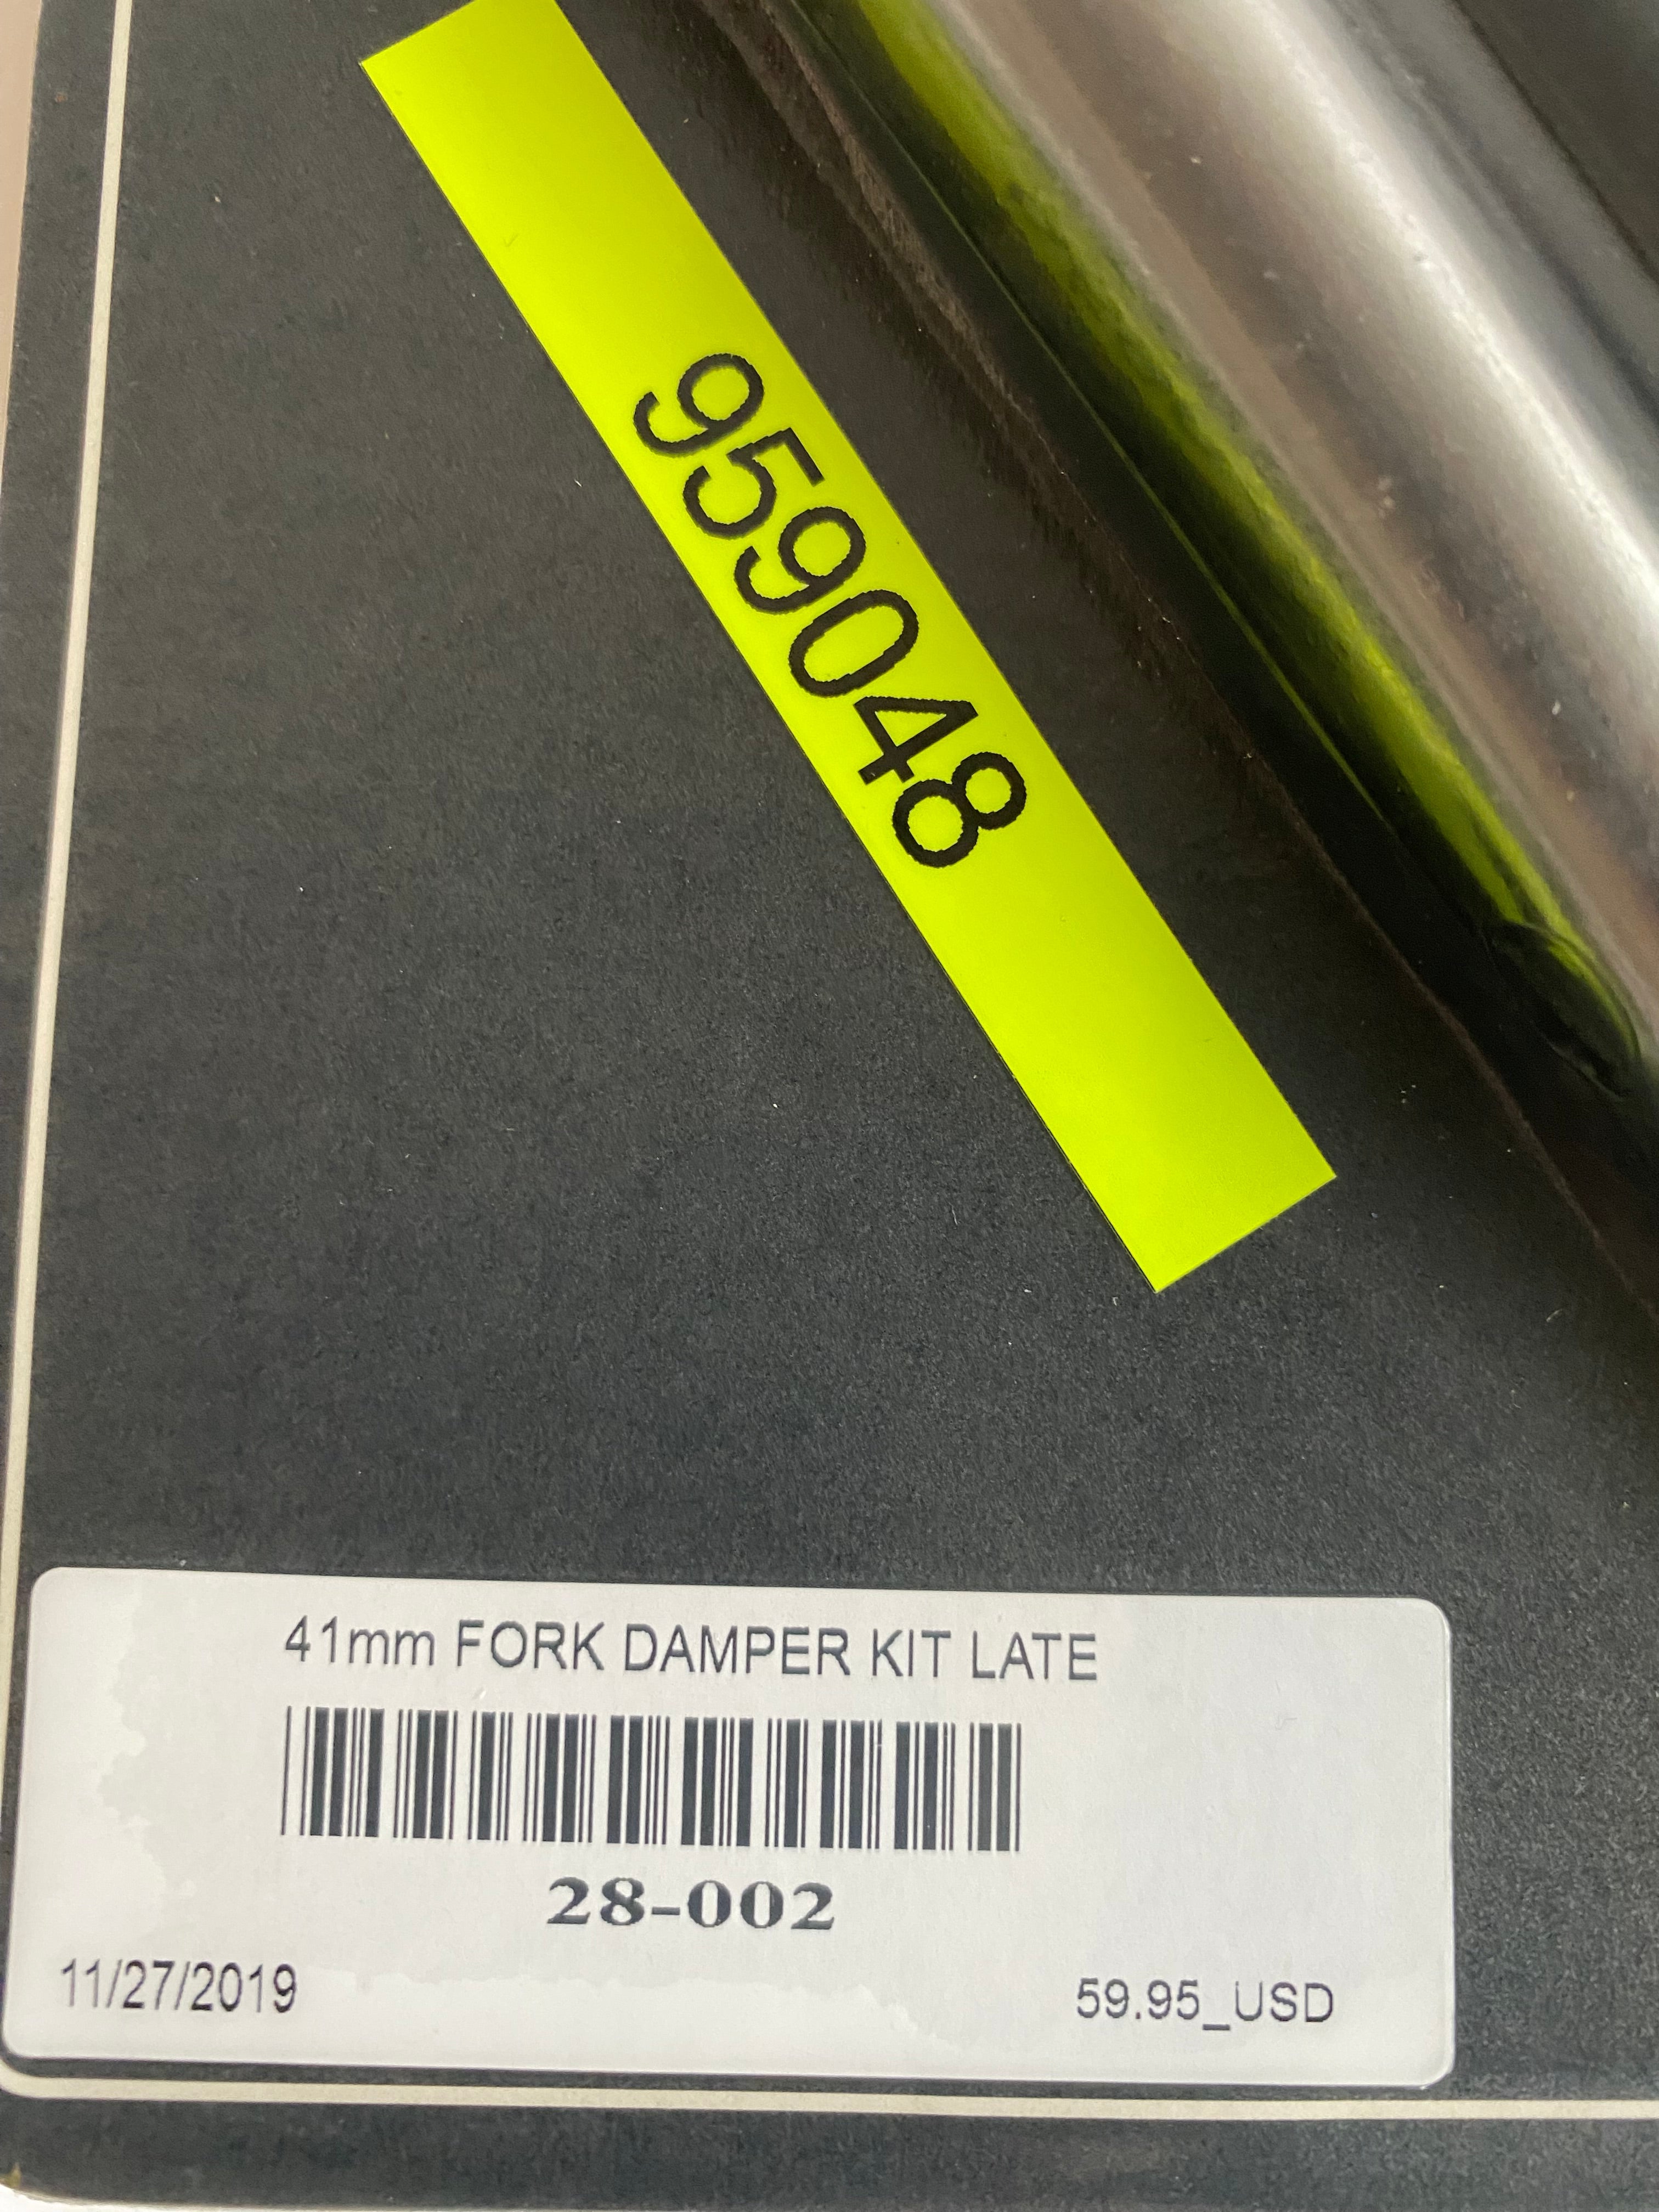 959048
41mm FORK DAMPER KIT LATE
28-002
11/27/2019
59.95_USD